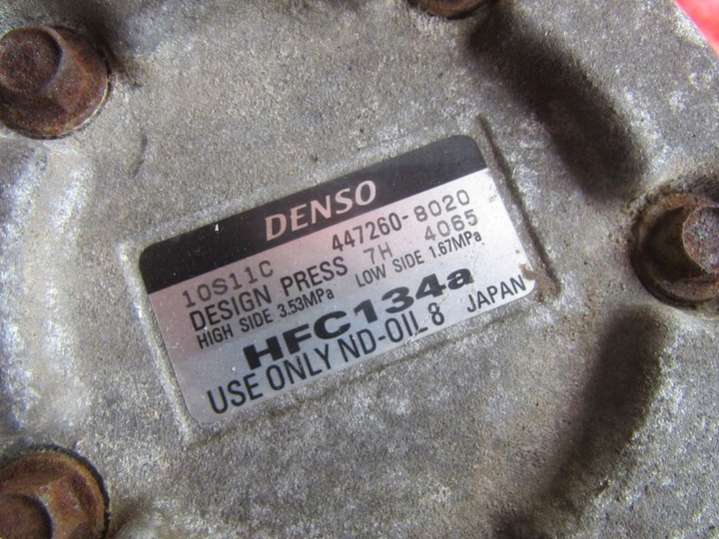 DENSO
10S11C 447260-8020
DESIGN PRESS 7H 4065
HIGH SIDE 3.53MPa LOW SIDE 1.67MPa
HFC134a
USE ONLY ND-OIL 8 JAPAN